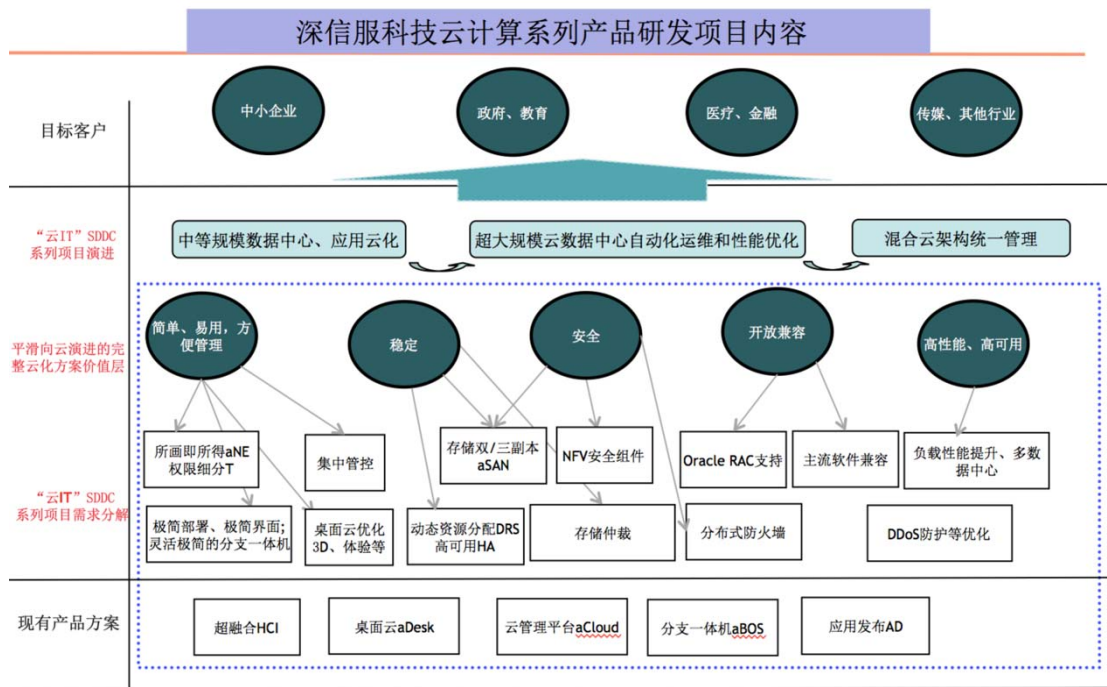 深信服科技云计算系列产品研发项目内容
目标客户
中小企业
政府、教育
医疗、金融
传媒、其他行业
“云IT”SDDC
系列项目演进
中等规模数据中心、应用云化
超大规模云数据中心自动化运维和性能优化
混合云架构统一管理
平滑向云演进的完
整云化方案价值层
简单、易用，方
便管理
稳定
安全
开放兼容
高性能、高可用
“云IT”SDDC
系列项目需求分解
所画即所得aNE
权限细分T
集中管控
存储双/三副本
aSAN
NFV安全组件
Oracle RAC支持
主流软件兼容
负载性能提升、多数
据中心
极简部署、极简界面;
灵活极简的分支一体机
桌面云优化
3D、体验等
动态资源分配DRS
高可用HA
存储仲裁
分布式防火墙
DDoS防护等优化
现有产品方案
超融合HCI
桌面云aDesk
云管理平台aCloud
分支一体机aBOS
应用发布AD